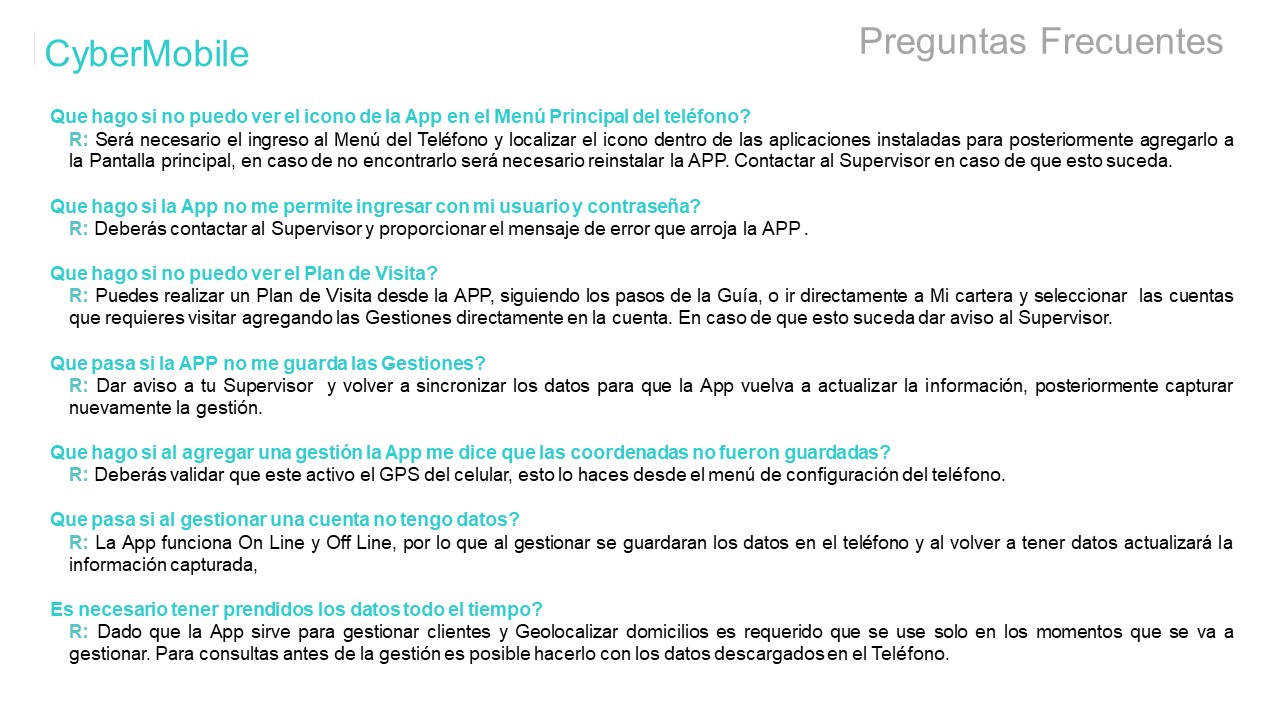 CyberMobile
Preguntas Frecuentes
Que hago si no puedo ver el icono de la App en el Menú Principal del teléfono?
R: Será necesario el ingreso al Menú del Teléfono y localizar el icono dentro de las aplicaciones instaladas para posteriormente agregarlo a
la Pantalla principal, en caso de no encontrarlo será necesario reinstalar la APP. Contactar al Supervisor en caso de que esto suceda.
Que hago si la App no me permite ingresar con mi usuario y contraseña?
R: Deberás contactar al Supervisor y proporcionar el mensaje de error que arroja la APP .
Que hago si no puedo ver el Plan de Visita?
R: Puedes realizar un Plan de Visita desde la APP, siguiendo los pasos de la Guía, o ir directamente a Mi cartera y seleccionar las cuentas
que requieres visitar agregando las Gestiones directamente en la cuenta. En caso de que esto suceda dar aviso al Supervisor.
Que pasa si la APP no me guarda las Gestiones?
R: Dar aviso a tu Supervisor y volver a sincronizar los datos para que la App vuelva a actualizar la información, posteriormente capturar
nuevamente la gestión.
Que hago si al agregar una gestión la App me dice que las coordenadas no fueron guardadas?
R: Deberás validar que este activo el GPS del celular, esto lo haces desde el menú de configuración del teléfono.
Que pasa si al gestionar una cuenta no tengo datos?
R: La App funciona On Line y Off Line, por lo que al gestionar se guardaran los datos en el teléfono y al volver a tener datos actualizará la
información capturada,
Es necesario tener prendidos los datos todo el tiempo?
R: Dado que la App sirve para gestionar clientes y Geolocalizar domicilios es requerido que se use solo en los momentos que se va a
gestionar. Para consultas antes de la gestión es posible hacerlo con los datos descargados en el Teléfono.